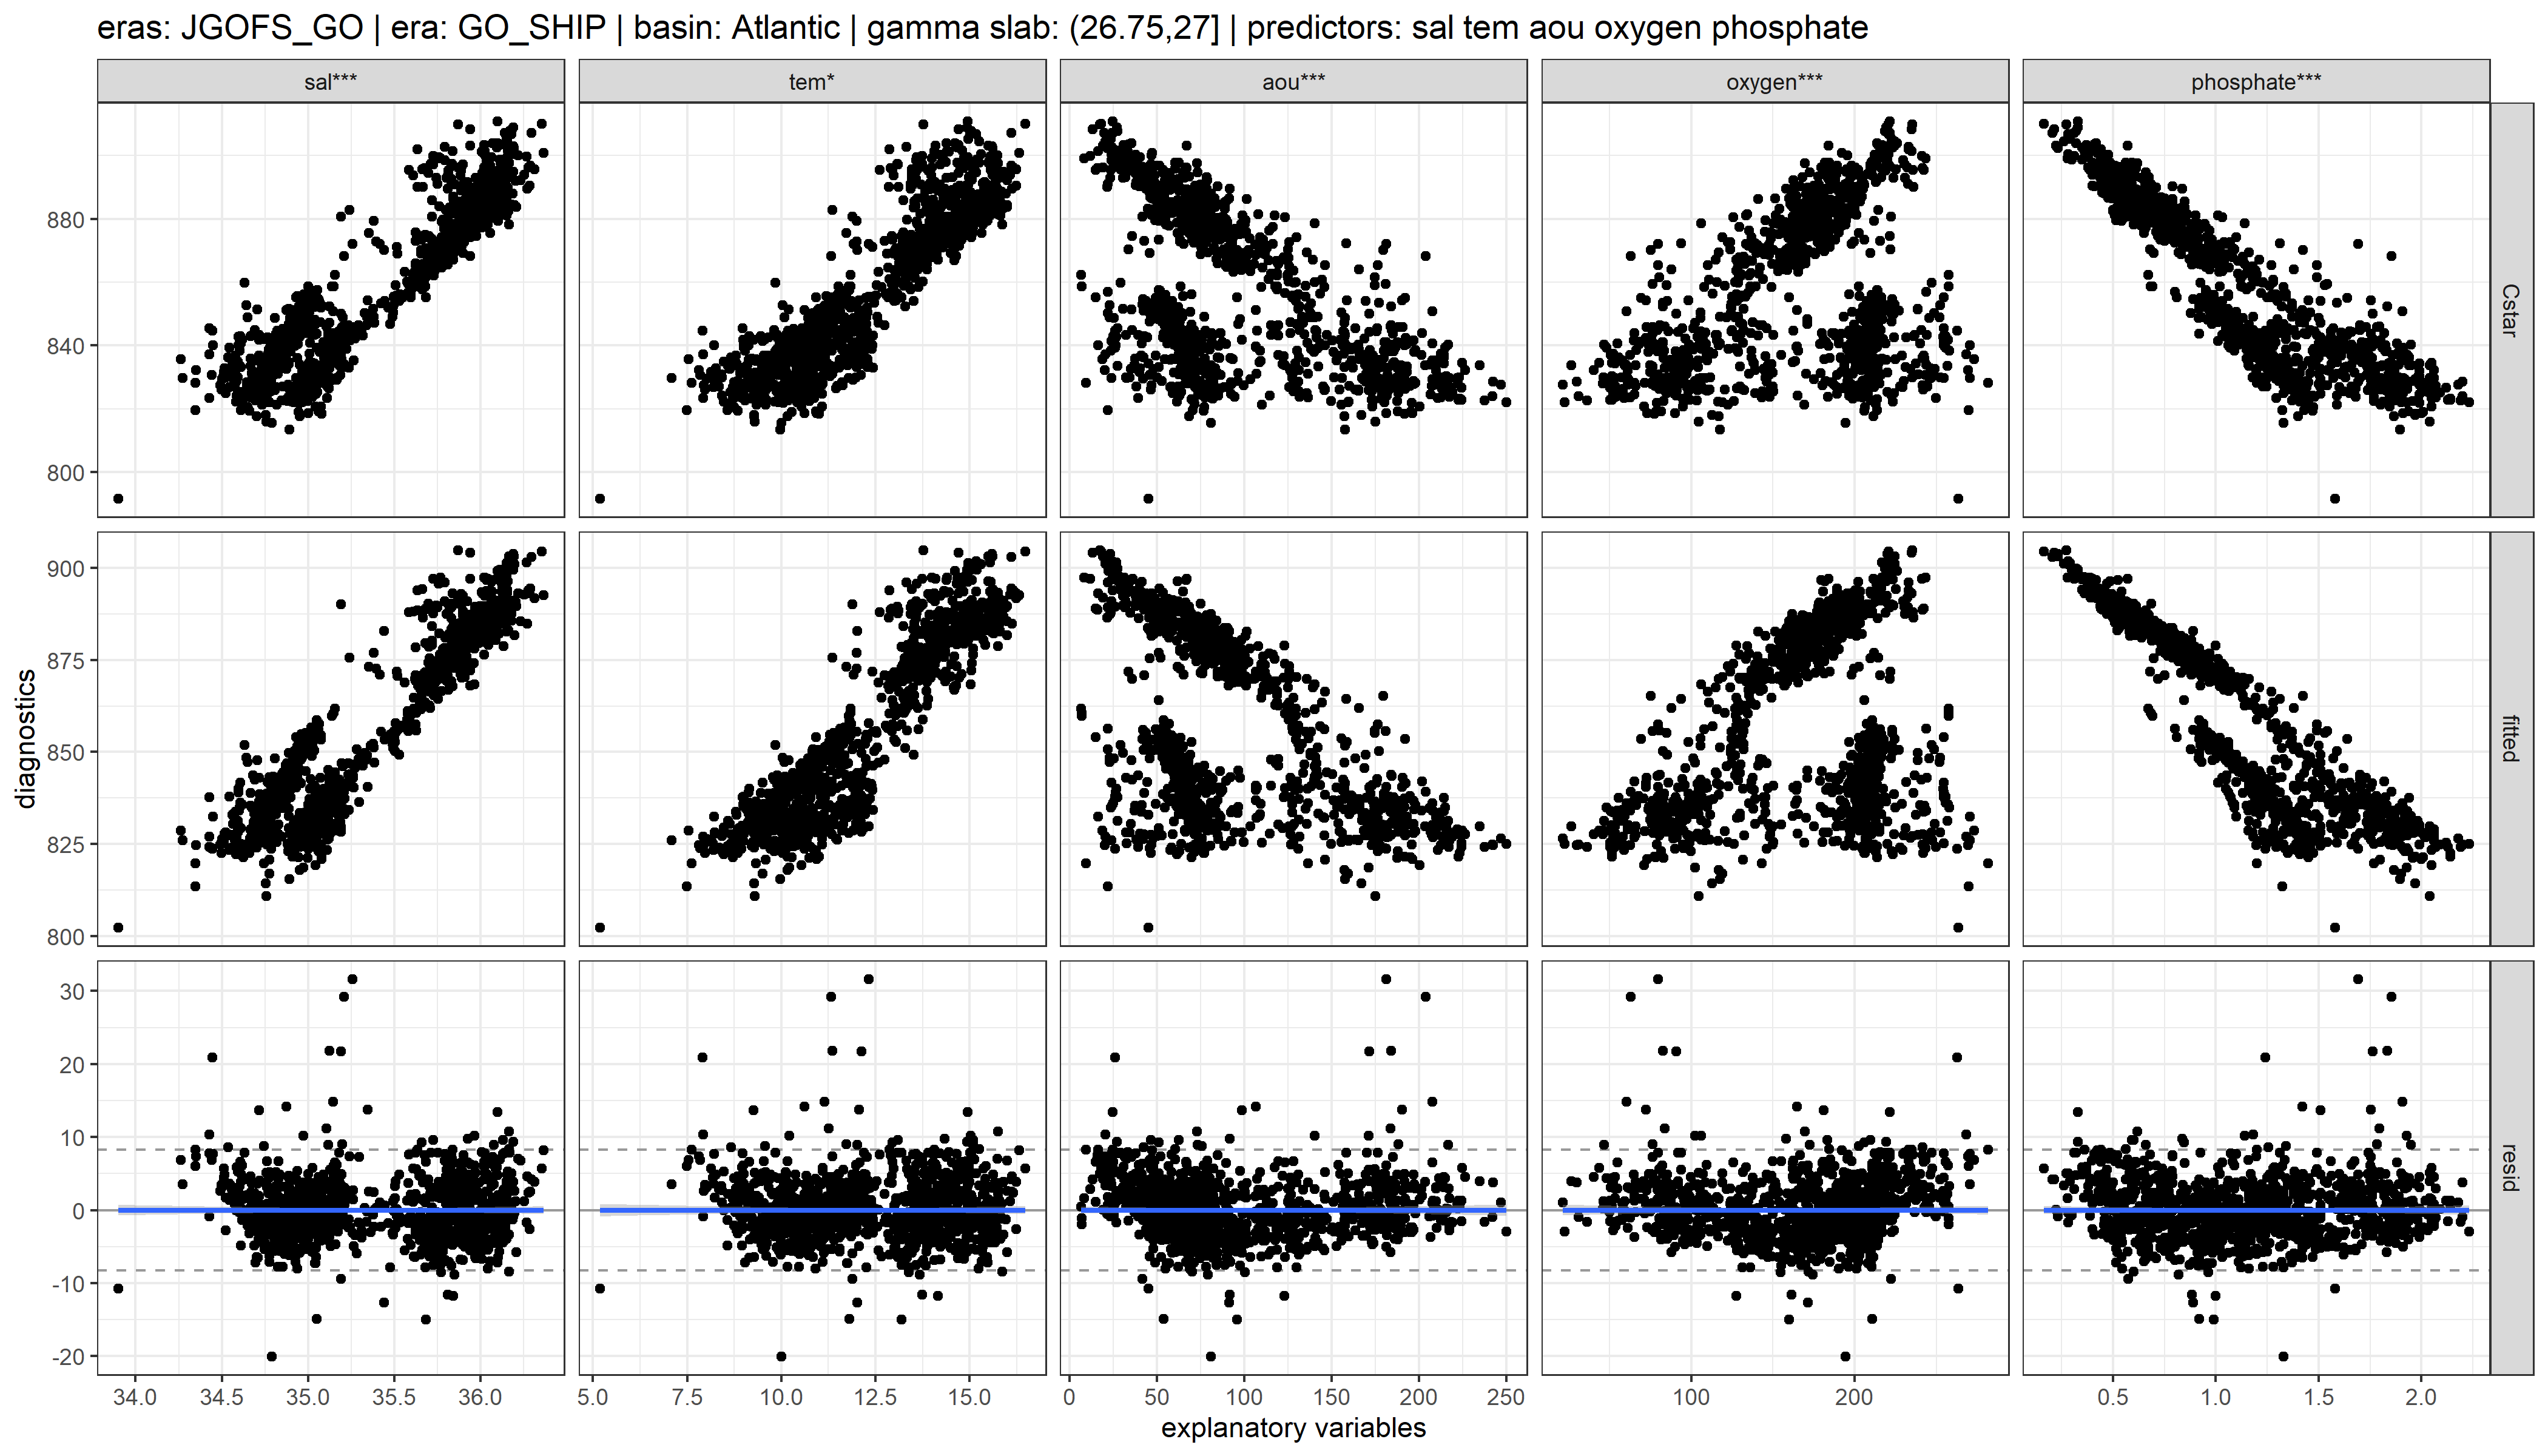 eras: JGOFS_GO | era: GO_SHIP | basin: Atlantic | gamma slab: (26.75,27] | predictors: sal tem aou oxygen phosphate
sal***
tem*
aou***
oxygen***
phosphate***
880
840
800
Cstar
900
875
850
825
800
fitted
diagnostics
30
20
10
0
-10
-20
resid
34.0 34.5 35.0 35.5 36.0
5.0 7.5 10.0 12.5 15.0
0 50 100 150 200 250
100 200
0.5 1.0 1.5 2.0
explanatory variables